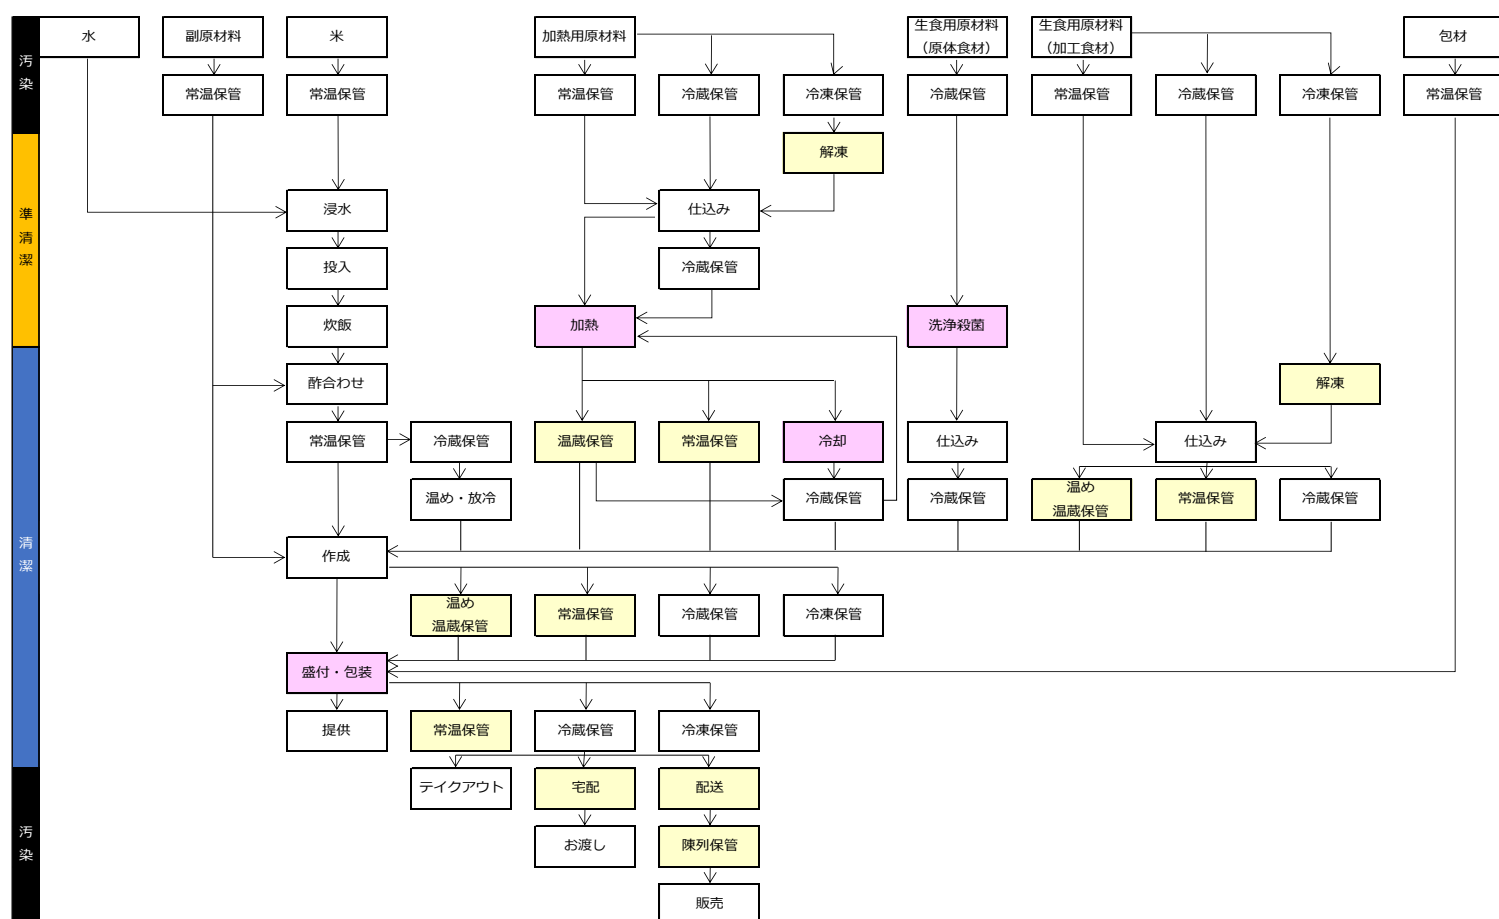 汚染
水
副原材料
米
加熱用原材料
生食用原材料
（原体食材）
生食用原材料
（加工食材）
包材
常温保管
常温保管
常温保管
冷蔵保管
冷凍保管
冷蔵保管
常温保管
冷蔵保管
冷凍保管
常温保管
準清潔
解凍
浸水
仕込み
投入
冷蔵保管
炊飯
加熱
洗浄殺菌
清潔
酢合わせ
解凍
常温保管
冷蔵保管
温蔵保管
常温保管
冷却
仕込み
仕込み
温め・放冷
冷蔵保管
冷蔵保管
温め
温蔵保管
常温保管
冷蔵保管
作成
温め
温蔵保管
常温保管
冷蔵保管
冷凍保管
盛付・包装
提供
常温保管
冷蔵保管
冷凍保管
汚染
テイクアウト
宅配
配送
お渡し
陳列保管
販売